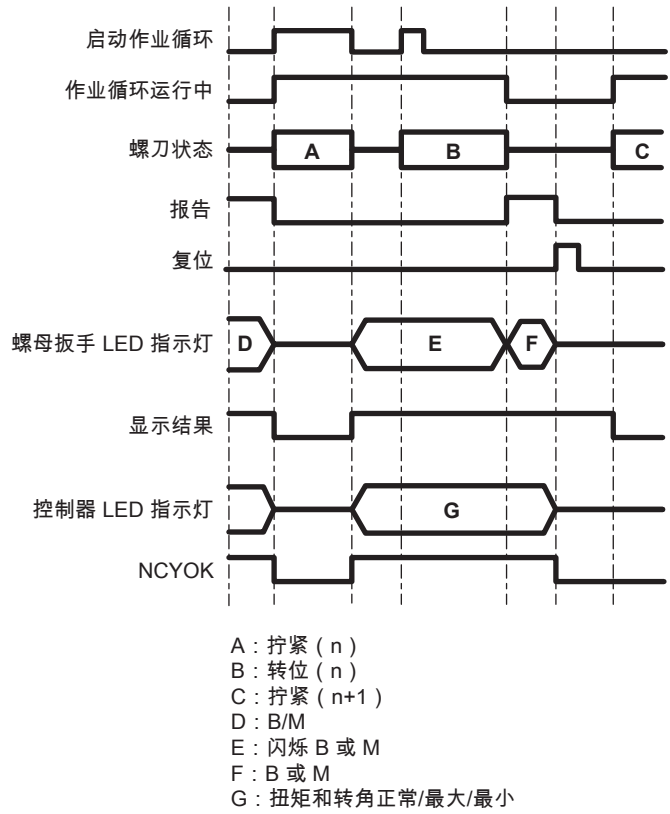 启动作业循环
作业循环运行中
螺刀状态
A
B
C
报告
复位
螺母扳手 LED 指示灯
D
E
F
显示结果
控制器 LED 指示灯
G
NCYOK
A：拧紧（n）
B：转位（n）
C：拧紧（n+1）
D：B/M
E：闪烁 B 或 M
F：B 或 M
G：扭矩和转角正常/最大/最小